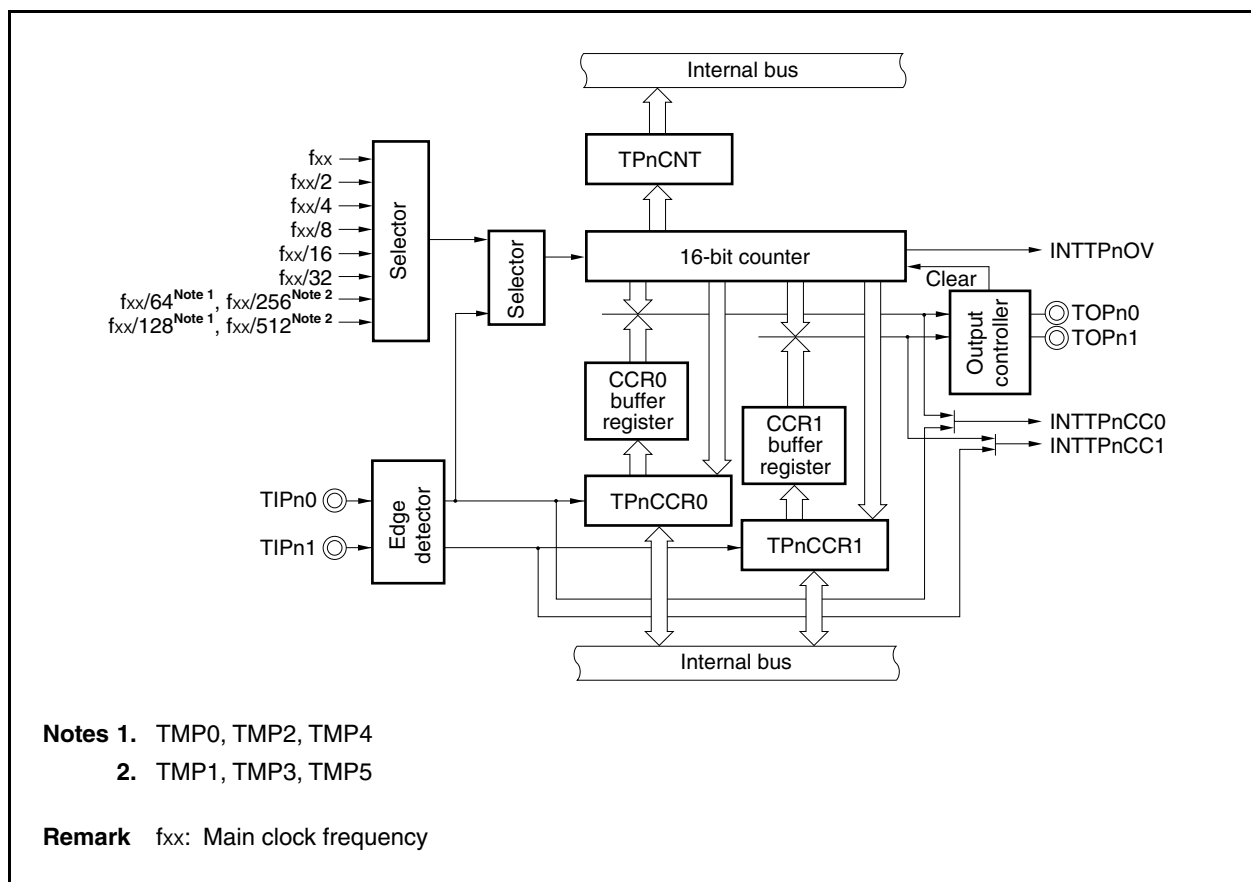 Internal bus
TPnCNT
fxx
fxx/2
fxx/4
fxx/8
fxx/16
fxx/32
fxx/64Note 1, fxx/256Note 2
fxx/128Note 1, fxx/512Note 2
Selector
Selector
16-bit counter
INTTPnOV
Clear
TOPn0
TOPn1
Output
controller
CCR0
buffer
register
CCR1
buffer
register
INTTPnCC0
INTTPnCC1
TIPn0
TIPn1
Edge
detector
TPnCCR0
TPnCCR1
Internal bus
Notes 1. TMP0, TMP2, TMP4
2. TMP1, TMP3, TMP5
Remark fxx: Main clock frequency